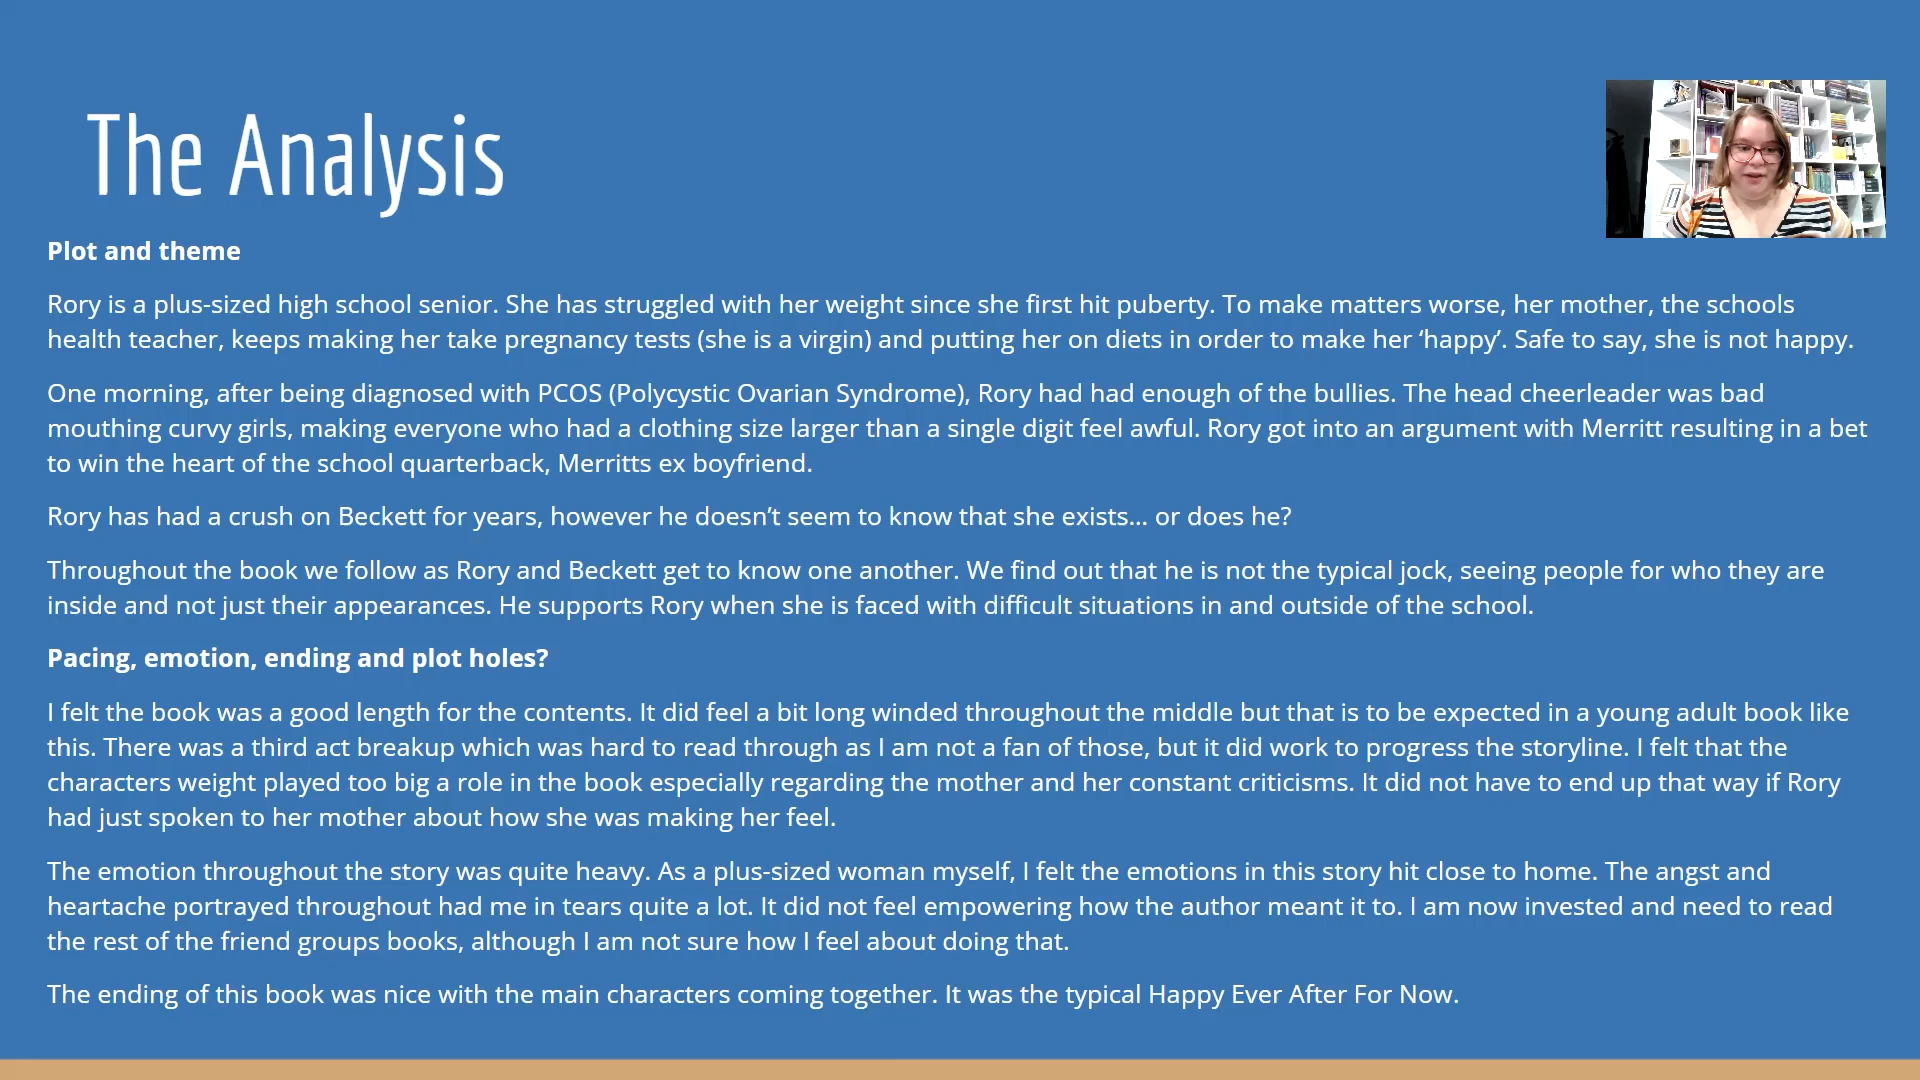 The Analysis
Plot and theme
Rory is a plus-sized high school senior. She has struggled with her weight since she first hit puberty. To make matters worse, her mother, the schools
health teacher, keeps making her take pregnancy tests (she is a virgin) and putting her on diets in order to make her ‘happy’. Safe to say, she is not happy.
One morning, after being diagnosed with PCOS (Polycystic Ovarian Syndrome), Rory had had enough of the bullies. The head cheerleader was bad
mouthing curvy girls, making everyone who had a clothing size larger than a single digit feel awful. Rory got into an argument with Merritt resulting in a bet
to win the heart of the school quarterback, Merritts ex boyfriend.
Rory has had a crush on Beckett for years, however he doesn’t seem to know that she exists… or does he?
Throughout the book we follow as Rory and Beckett get to know one another. We find out that he is not the typical jock, seeing people for who they are
inside and not just their appearances. He supports Rory when she is faced with difficult situations in and outside of the school.
Pacing, emotion, ending and plot holes?
I felt the book was a good length for the contents. It did feel a bit long winded throughout the middle but that is to be expected in a young adult book like
this. There was a third act breakup which was hard to read through as I am not a fan of those, but it did work to progress the storyline. I felt that the
characters weight played too big a role in the book especially regarding the mother and her constant criticisms. It did not have to end up that way if Rory
had just spoken to her mother about how she was making her feel.
The emotion throughout the story was quite heavy. As a plus-sized woman myself, I felt the emotions in this story hit close to home. The angst and
heartache portrayed throughout had me in tears quite a lot. It did not feel empowering how the author meant it to. I am now invested and need to read
the rest of the friend groups books, although I am not sure how I feel about doing that.
The ending of this book was nice with the main characters coming together. It was the typical Happy Ever After For Now.